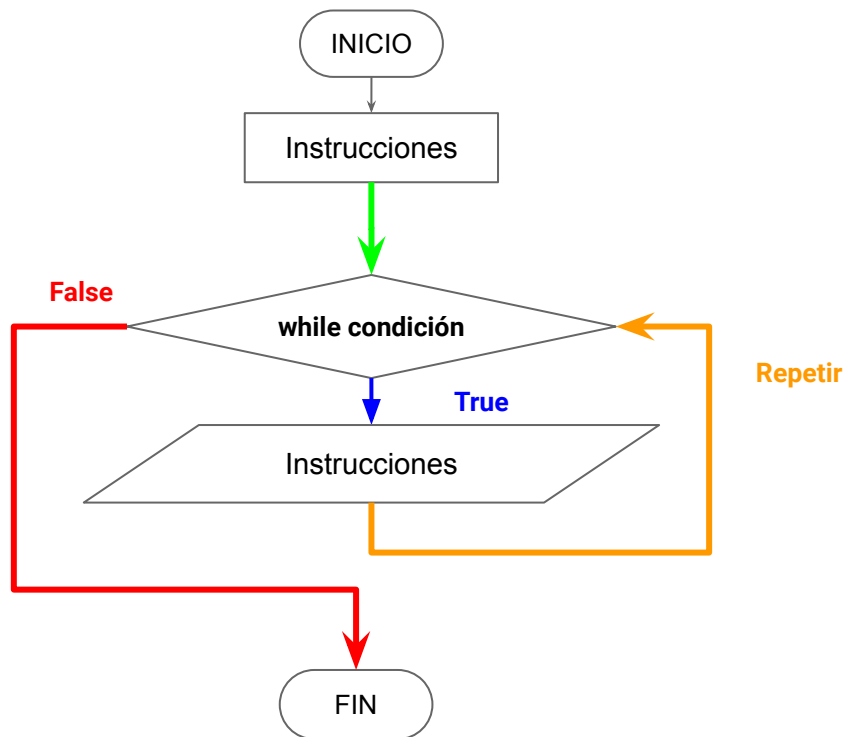 INICIO
Instrucciones
False
while condición
Repetir
True
Instrucciones
FIN